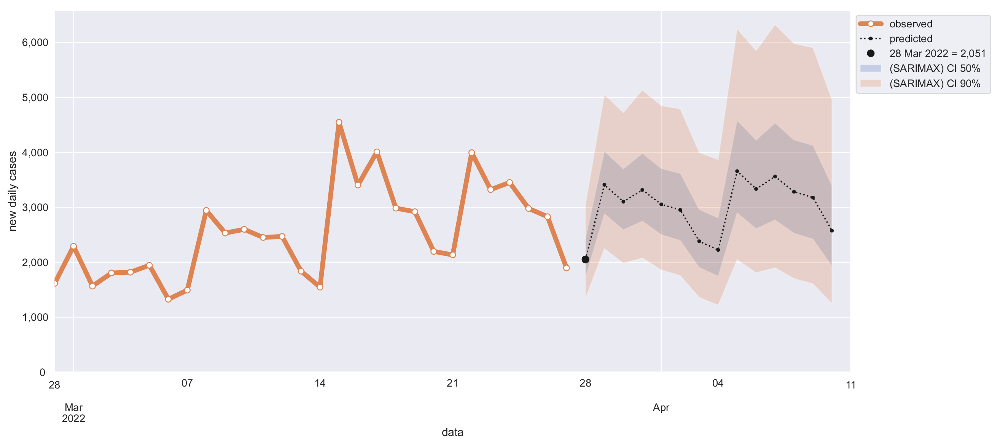 observed
predicted
28 Mar 2022 = 2,051
(SARIMAX) CI 50%
(SARIMAX) CI 90%
new daily cases
6,000
5,000
4,000
3,000
2,000
1,000
0
28 07 14 21 28 04 11
Mar Apr
2022
data